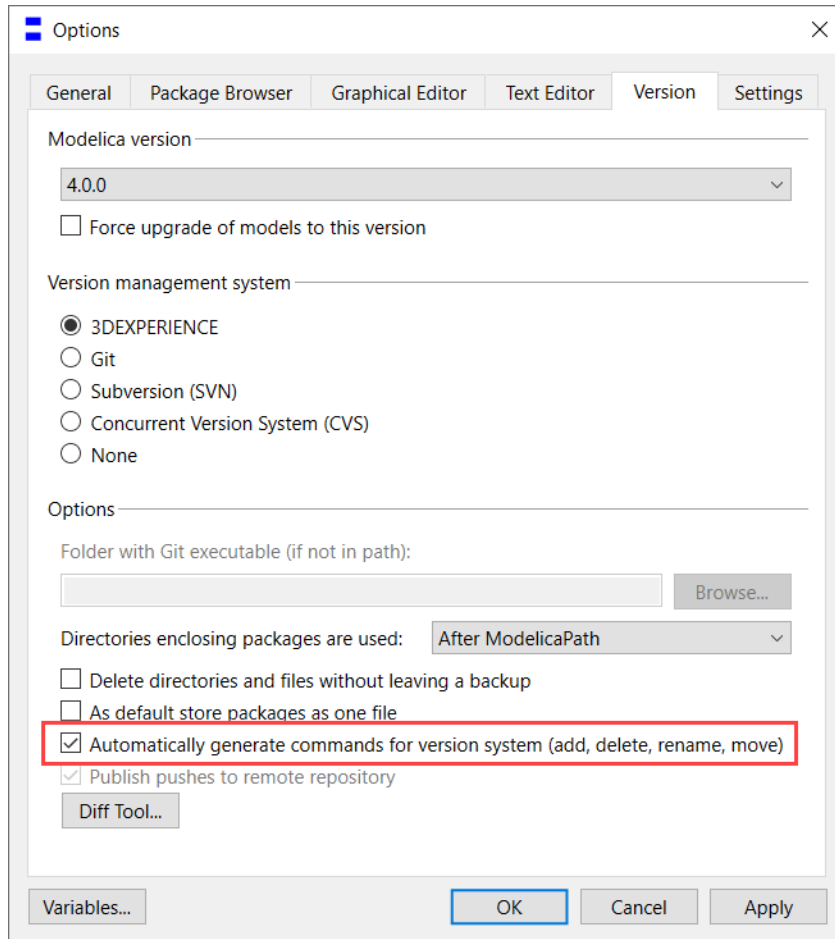 Options
General
Package Browser
Graphical Editor
Text Editor
Version
Settings
Modelica version
4.0.0
Force upgrade of models to this version
Version management system
3DEXPERIENCE
Git
Subversion (SVN)
Concurrent Version System (CVS)
None
Options
Folder with Git executable (if not in path):
Browse...
Directories enclosing packages are used: After ModelicaPath
Delete directories and files without leaving a backup
As default store packages as one file
Automatically generate commands for version system (add, delete, rename, move)
Publish pushes to remote repository
Diff Tool...
Variables...
OK
Cancel
Apply